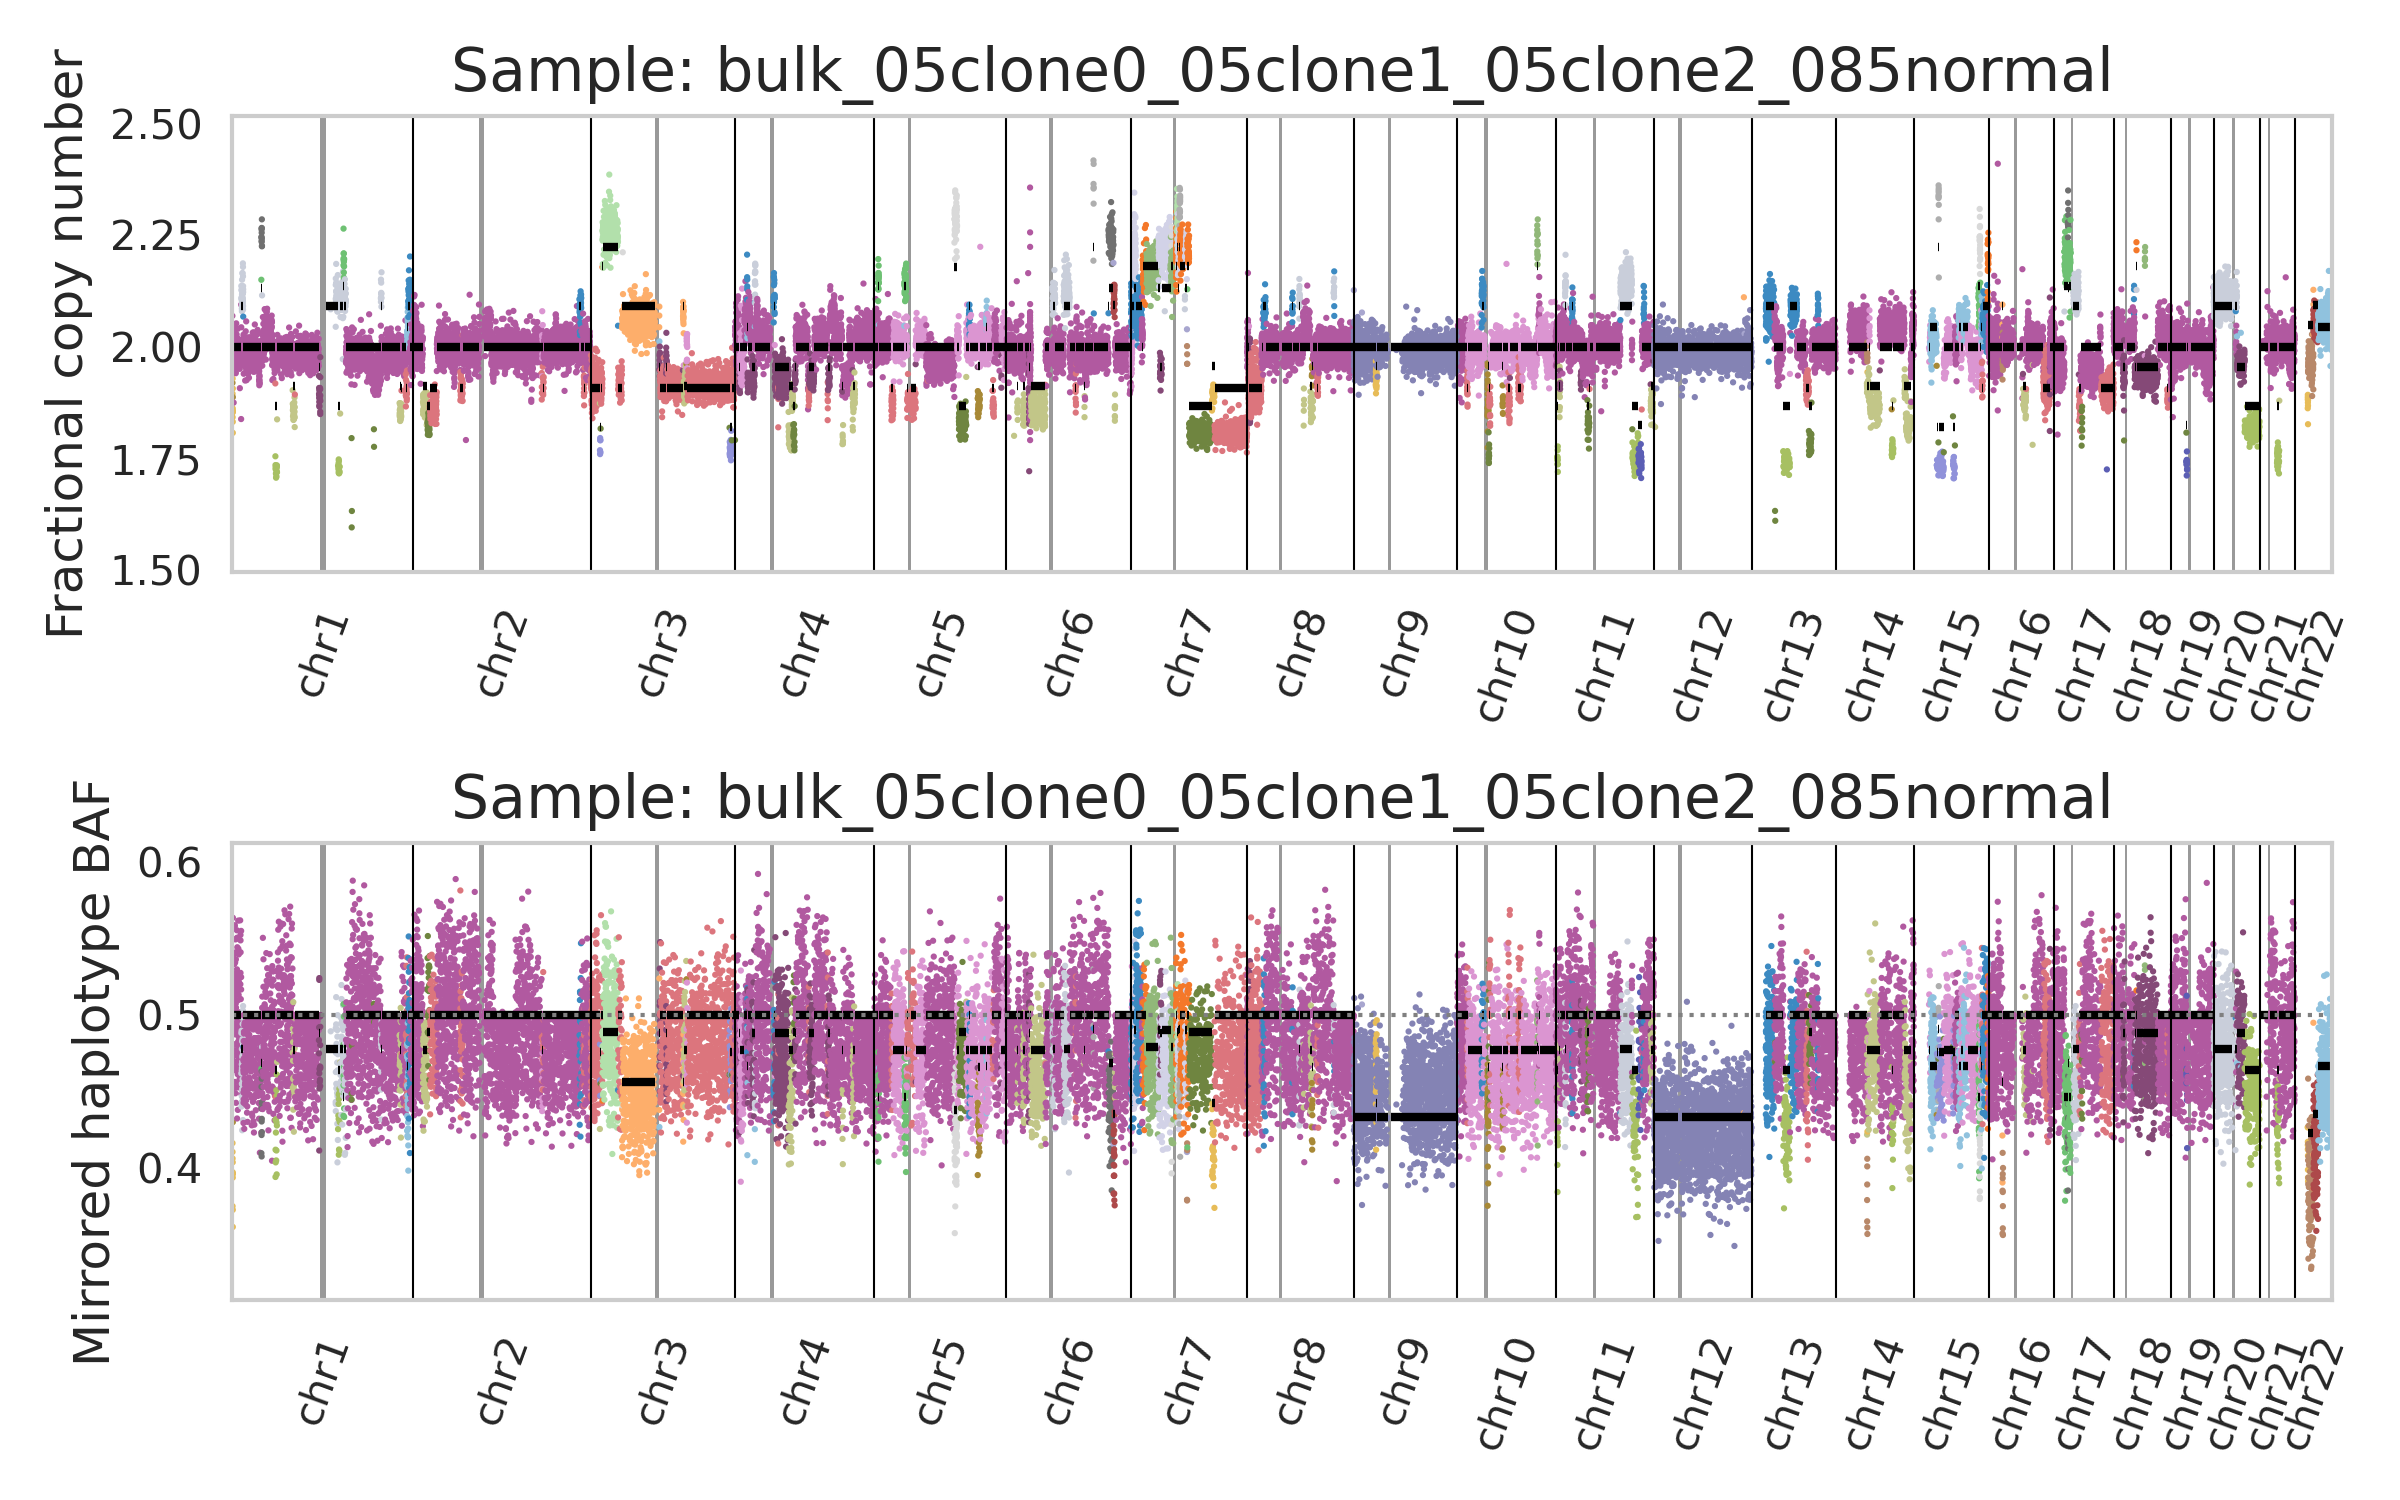 Sample: bulk_05clone0_05clone1_05clone2_085normal
Fractional copy number
2.50
2.25
2.00
1.75
1.50
chr1
chr2
chr3
chr4
chr5
chr6
chr7
chr8
chr9
chr10
chr11
chr12
chr13
chr14
chr15
chr16
chr17
chr18
chr19
chr20
chr21
chr22
Sample: bulk_05clone0_05clone1_05clone2_085normal
Mirrored haplotype BAF
0.6
0.5
0.4
chr1
chr2
chr3
chr4
chr5
chr6
chr7
chr8
chr9
chr10
chr11
chr12
chr13
chr14
chr15
chr16
chr17
chr18
chr19
chr20
chr21
chr22